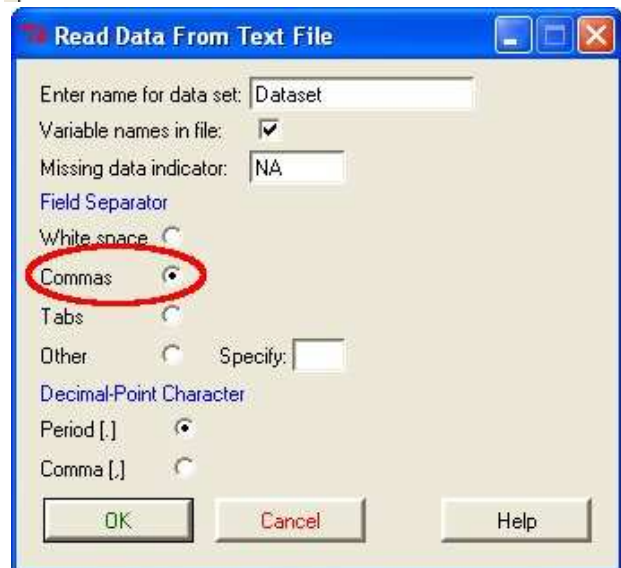 Read Data From Text File
Enter name for data set: Dataset
Variable names in file:
Missing data indicator: NA
Field Separator
White space
Commas
Tabs
Other Specify:
Decimal-Point Character
Period [.]
Comma [,]
OK Cancel Help